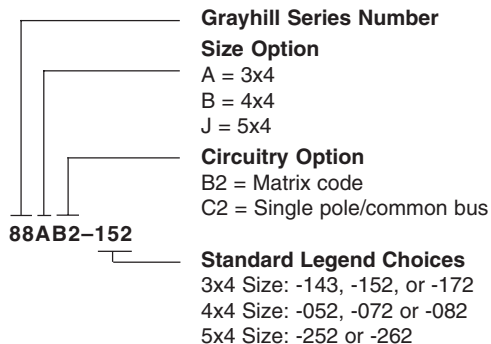 Grayhill Series Number
Size Option
A = 3x4
B = 4x4
J = 5x4
Circuitry Option
B2 = Matrix code
C2 = Single pole/common bus
88AB2–152
Standard Legend Choices
3x4 Size: -143, -152, or -172
4x4 Size: -052, -072 or -082
5x4 Size: -252 or -262